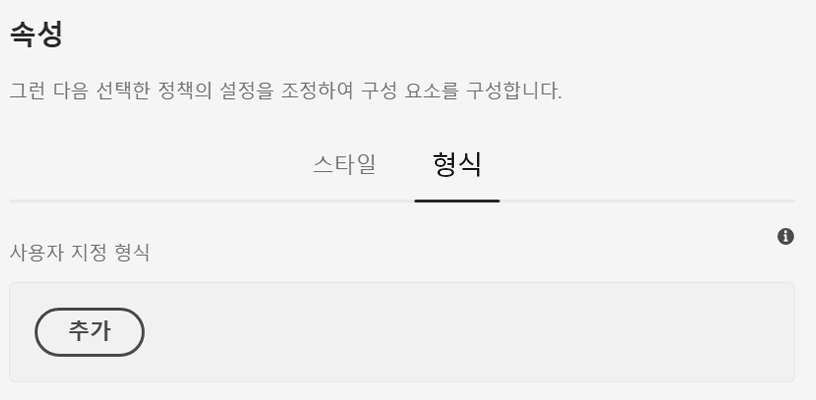 속성
그런 다음 선택한 정책의 설정을 조정하여 구성 요소를 구성합니다.
스타일 형식
사용자 지정 형식
추가